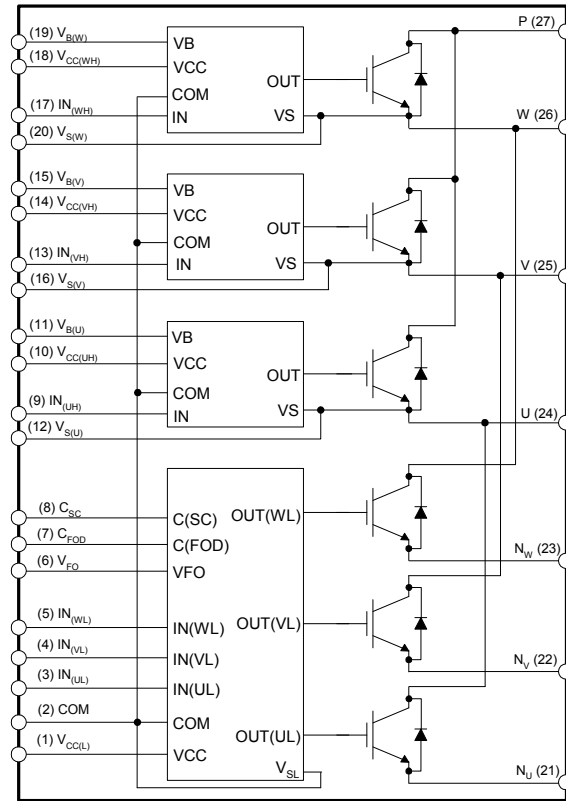 (19) VB(W)
(18) VCC(WH)
(17) IN(WH)
(20) VS(W)
VB
VCC
COM
IN
OUT
VS
P (27)
W (26)
(15) VB(V)
(14) VCC(VH)
(13) IN(VH)
(16) VS(V)
VB
VCC
COM
IN
OUT
VS
V (25)
(11) VB(U)
(10) VCC(UH)
(9) IN(UH)
(12) VS(U)
VB
VCC
COM
IN
OUT
VS
U (24)
(8) CSC
(7) CFOD
(6) VFO
(5) IN(WL)
(4) IN(VL)
(3) IN(UL)
(2) COM
(1) VCC(L)
C(SC)
C(FOD)
VFO
IN(WL)
IN(VL)
IN(UL)
COM
VCC
OUT(WL)
OUT(VL)
OUT(UL)
VSL
NW (23)
NV (22)
NU (21)